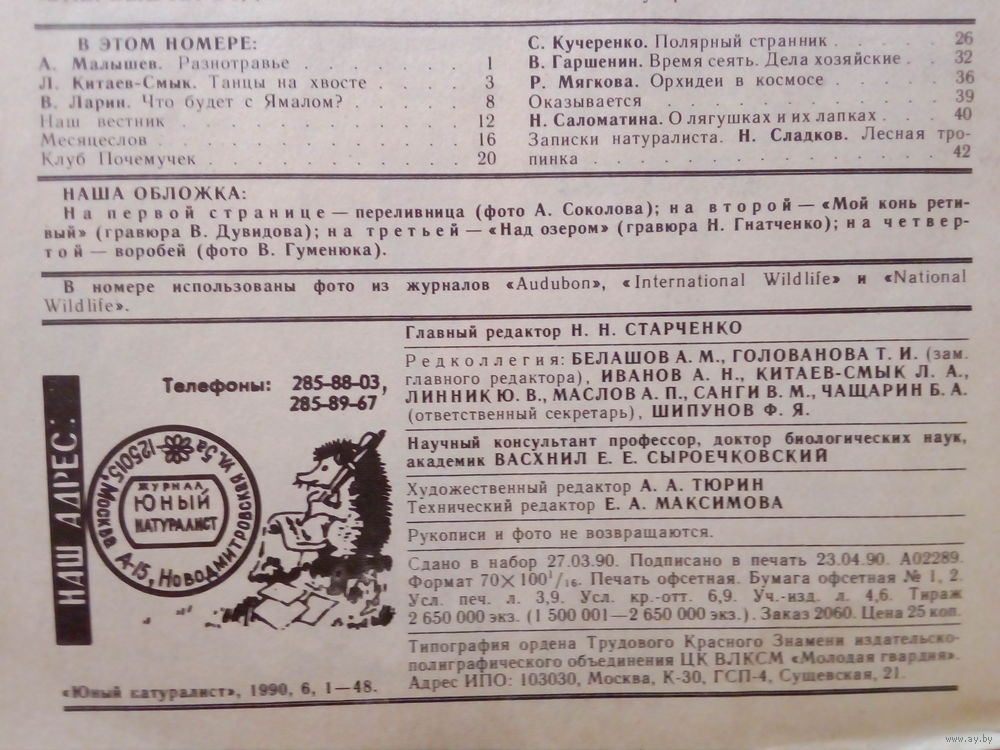 В ЭТОМ НОМЕРЕ:
А. Малышев. Разнотравье . . . . . . . . . 1
Л. Китаев-Смык. Танцы на хвосте . . . . . 3
В. Ларин. Что будет с Ямалом? . . . . . . 8
Наш вестник . . . . . . . . . . . . . . 12
Месяцеслов . . . . . . . . . . . . . . 16
Клуб Почемучек . . . . . . . . . . . . 20
С. Кучеренко. Полярный странник . . . . . 26
В. Гаршенин. Время сеять. Дела хозяйские . . 32
Р. Мягкова. Орхидеи в космосе . . . . . . 36
Оказывается . . . . . . . . . . . . . . 39
Н. Саломатина. О лягушках и их лапках . . . 40
Записки натуралиста. Н. Сладков. Лесная тро-
пинка . . . . . . . . . . . . . . . . 42
НАША ОБЛОЖКА:
На первой странице — переливница (фото А. Соколова); на второй — «Мой конь рети-
вый» (гравюра В. Дувидова); на третьей — «Над озером» (гравюра Н. Гнатченко); на четвер-
той — воробей (фото В. Гуменюка).
В номере использованы фото из журналов «Audubon», «International Wildlife» и «National
Wildlife».
НАШ АДРЕС:
Телефоны: 285-88-03,
285-89-67
125015, Москва А-15, Новодмитровская ул. 5а
ЖУРНАЛ
ЮНЫЙ
НАТУРАЛИСТ
«Юный натуралист», 1990, 6, 1—48.
Главный редактор Н. Н. СТАРЧЕНКО
Редколлегия: БЕЛАШОВ А. М., ГОЛОВАНОВА Т. И. (зам.
главного редактора), ИВАНОВ А. Н., КИТАЕВ-СМЫК Л. А.,
ЛИННИК Ю. В., МАСЛОВ А. П., САНГИ В. М., ЧАЩАРИН Б. А.
(ответственный секретарь), ШИПУНОВ Ф. Я.
Научный консультант профессор, доктор биологических наук,
академик ВАСХНИЛ Е. Е. СЫРОЕЧКОВСКИЙ
Художественный редактор А. А. ТЮРИН
Технический редактор Е. А. МАКСИМОВА
Рукописи и фото не возвращаются.
Сдано в набор 27.03.90. Подписано в печать 23.04.90. А02289.
Формат 70×100¹/₁₆. Печать офсетная. Бумага офсетная № 1, 2.
Усл. печ. л. 3,9. Усл. кр.-отт. 6,9. Уч.-изд. л. 4,6. Тираж
2 650 000 экз. (1 500 001—2 650 000 экз.). Заказ 2060. Цена 25 коп.
Типография ордена Трудового Красного Знамени издательско-
полиграфического объединения ЦК ВЛКСМ «Молодая гвардия».
Адрес ИПО: 103030, Москва, К-30, ГСП-4, Сущевская, 21.
www.ay.by